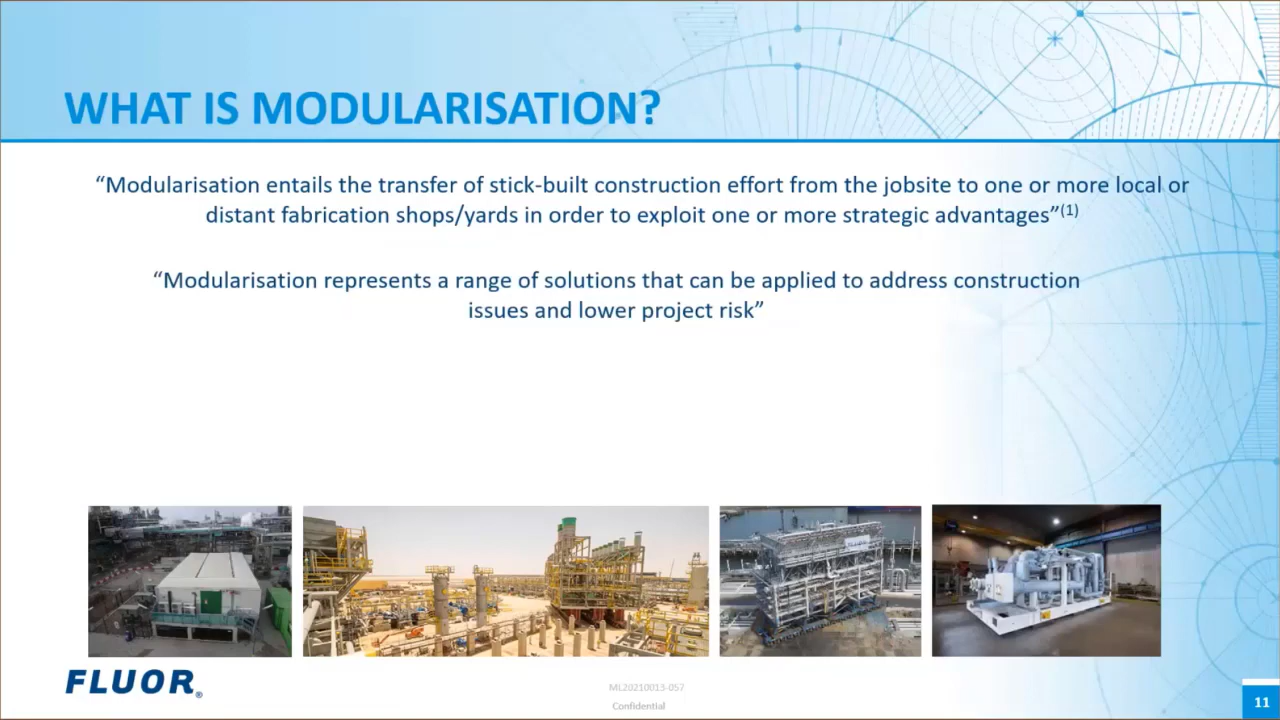 WHAT IS MODULARISATION?
“Modularisation entails the transfer of stick-built construction effort from the jobsite to one or more local or
distant fabrication shops/yards in order to exploit one or more strategic advantages”(1)
“Modularisation represents a range of solutions that can be applied to address construction
issues and lower project risk”
FLUOR®
ML20210013-057
Confidential
11